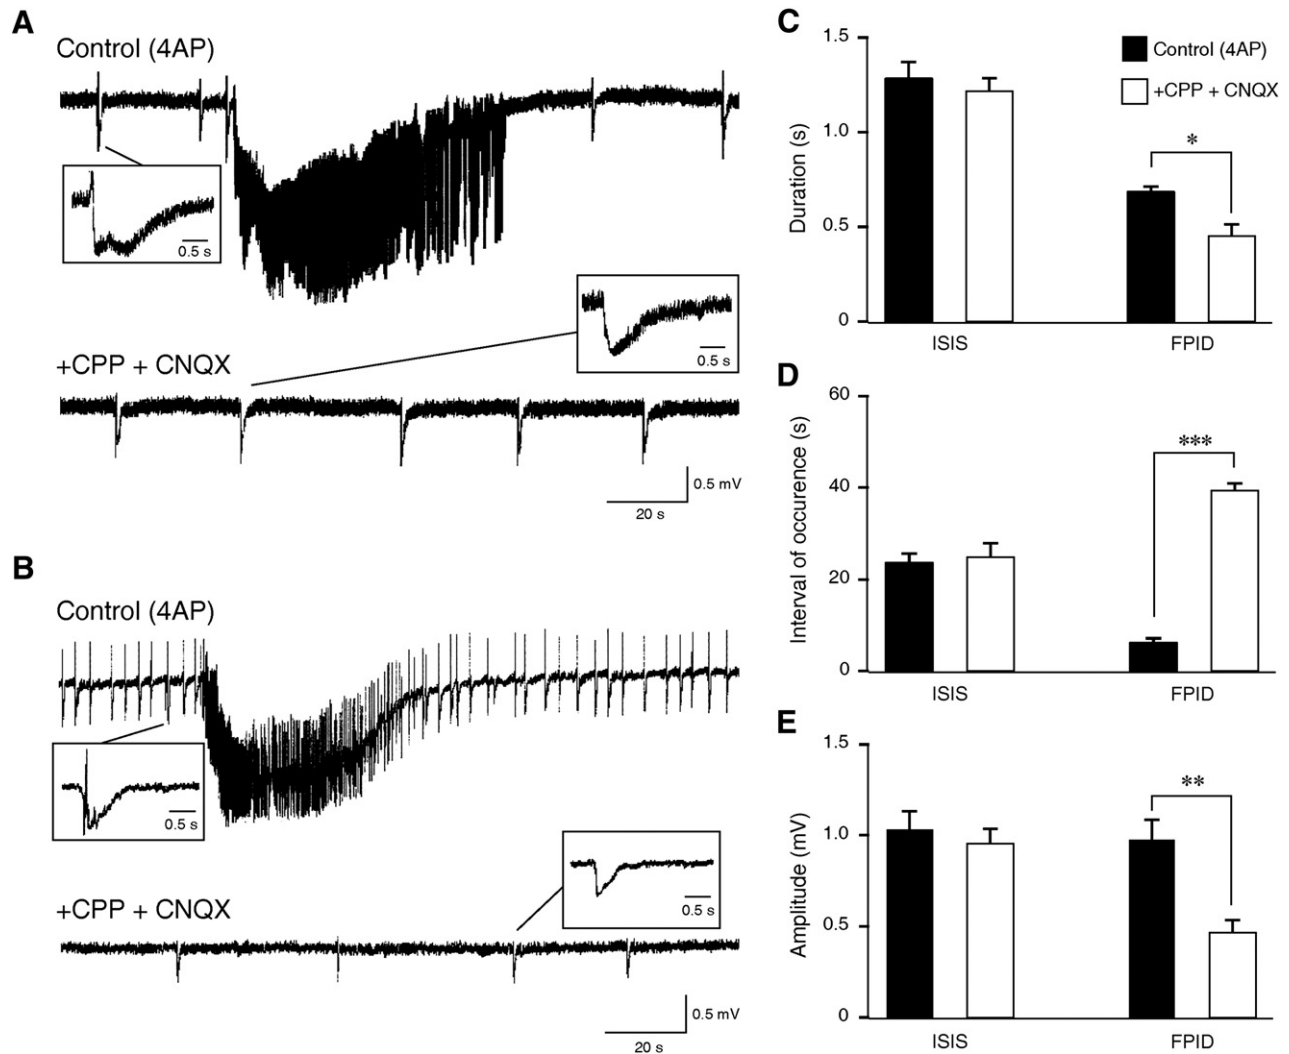 A
Control (4AP)
0.5 s
0.5 s
+CPP + CNQX
0.5 mV
20 s
B
Control (4AP)
0.5 s
0.5 s
+CPP + CNQX
0.5 mV
20 s
C
1.5
1.0
0.5
0
Duration (s)
Control (4AP)
+CPP + CNQX
*
ISIS
FPID
D
60
40
20
0
Interval of occurence (s)
***
ISIS
FPID
E
1.5
1.0
0.5
0
Amplitude (mV)
**
ISIS
FPID